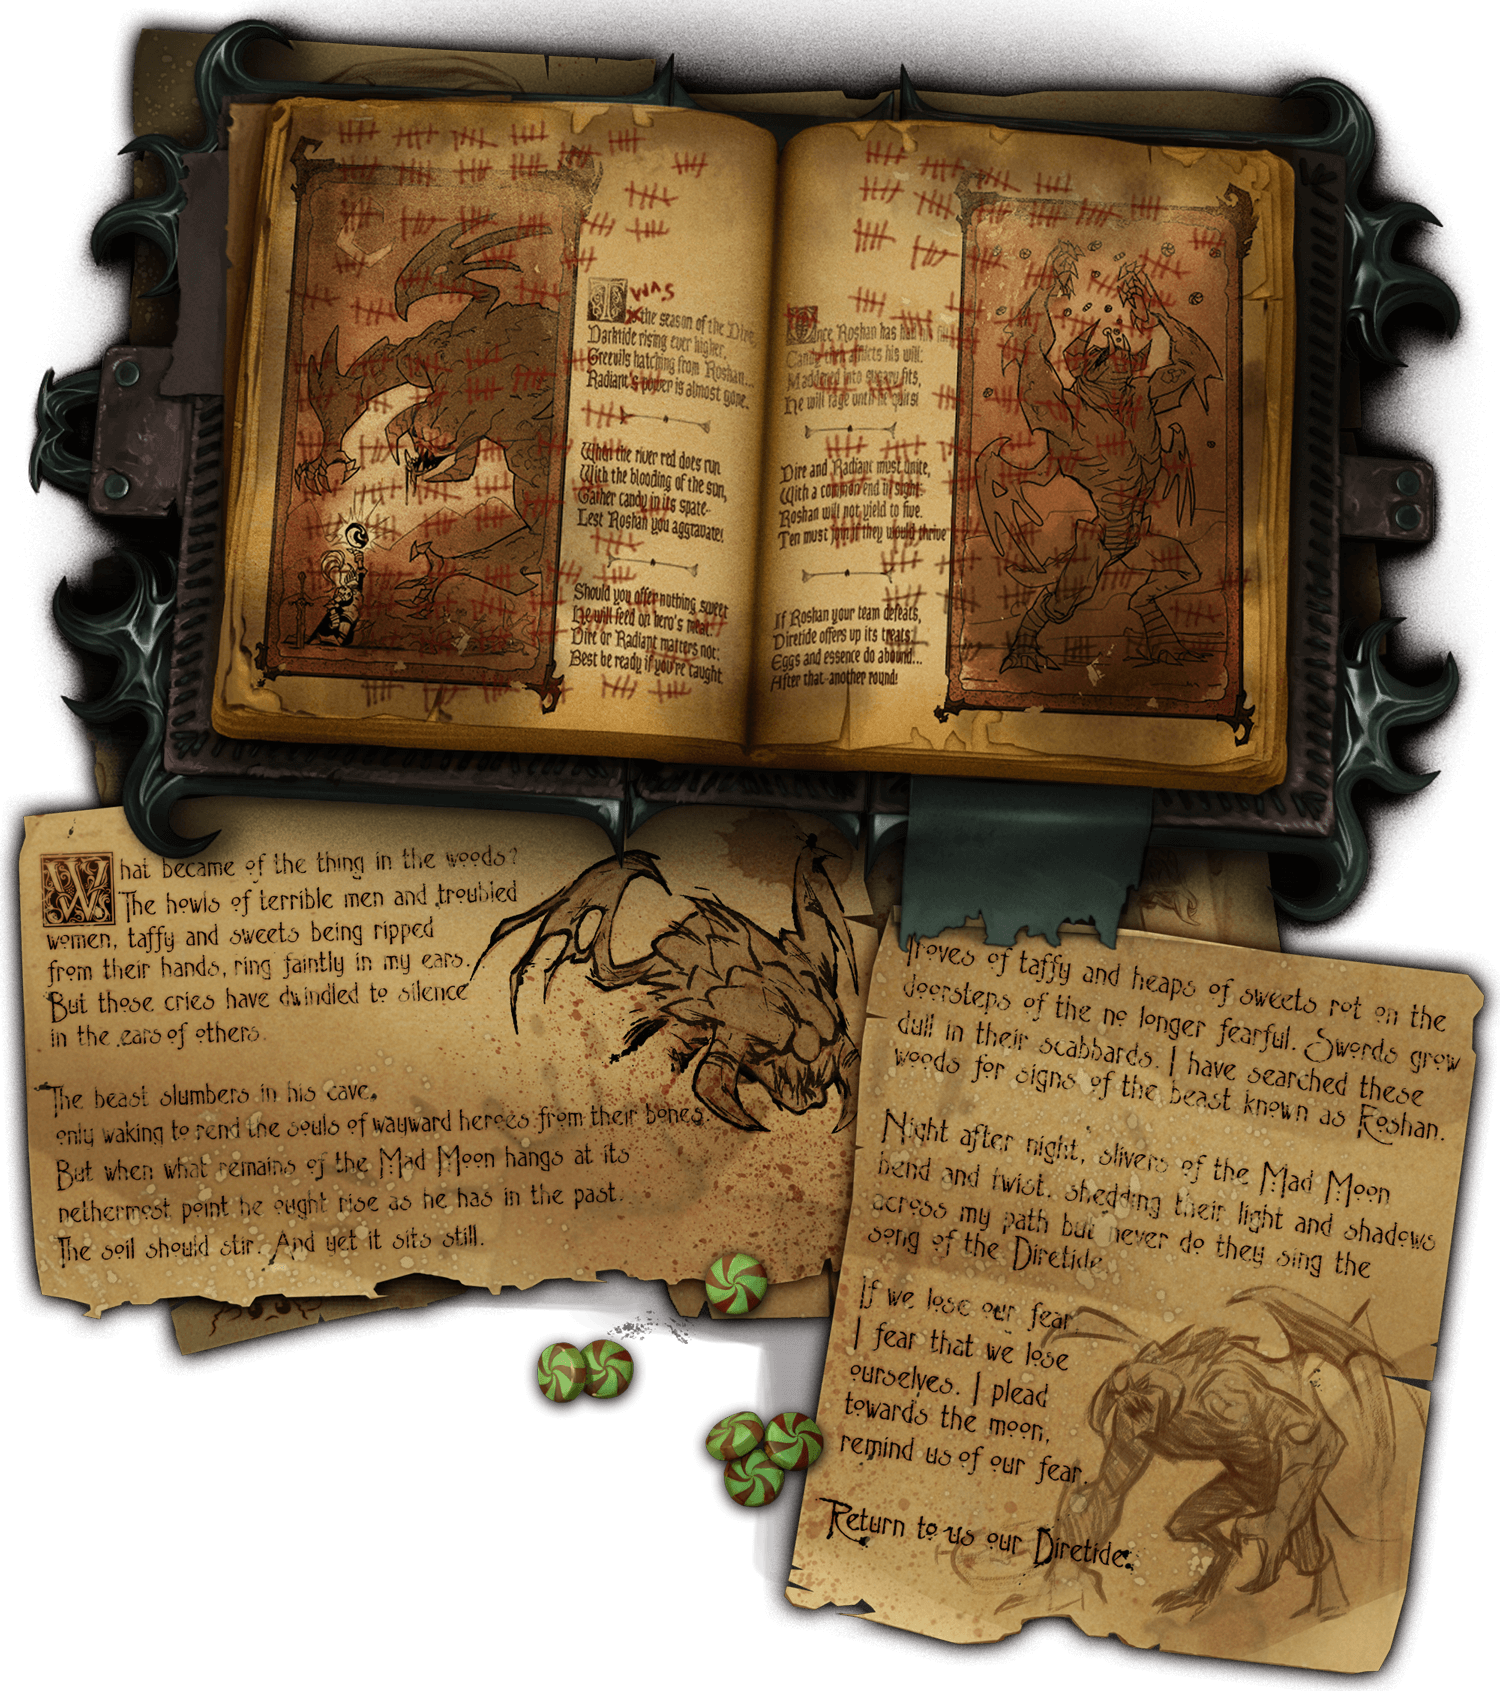 Tis the season of the Dire,
was
Darktide rising ever higher,
Greevils hatching from Roshan...
Radiant's power is almost gone.
When the river red does run
With the blooding of the sun,
Gather candy in its spate-
Lest Roshan you aggravate!
Should you offer nothing sweet
He will feed on hero's meat.
Dire or Radiant matters not;
Best be ready if you're caught.
Once Roshan has had his fill
Candy that afflicts his will:
Maddened into sugary fits,
He will rage until he quits!
Dire and Radiant must unite,
With a common end in sight.
Roshan will not yield to five.
Ten must join if they would thrive
If Roshan your team defeats,
Diretide offers up its treats:
Eggs and essence do abound...
After that-another round!
What became of the thing in the woods?
The howls of terrible men and troubled
women, taffy and sweets being ripped
from their hands, ring faintly in my ears.
But those cries have dwindled to silence
in the ears of others.
The beast slumbers in his cave,
only waking to rend the souls of wayward heroes from their bones.
But when what remains of the Mad Moon hangs at its
nethermost point he ought rise as he has in the past.
The soil should stir. And yet it sits still.
Troves of taffy and heaps of sweets rot on the
doorsteps of the no longer fearful. Swords grow
dull in their scabbards. I have searched these
woods for signs of the beast known as Roshan.
Night after night, slivers of the Mad Moon
bend and twist, shedding their light and shadows
across my path but never do they sing the
song of the Diretide.
If we lose our fear,
I fear that we lose
ourselves. I plead
towards the moon,
remind us of our fear.
Return to us our Diretide.